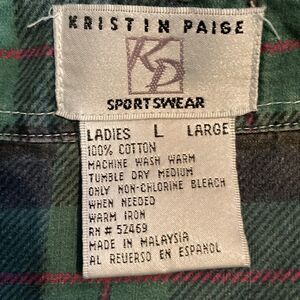 KRISTIN PAIGE
KP
SPORTSWEAR
LADIES L LARGE
100% COTTON
MACHINE WASH WARM
TUMBLE DRY MEDIUM
ONLY NON-CHLORINE BLEACH
WHEN NEEDED
WARM IRON
RN# 52469
MADE IN MALAYSIA
AL REUERSO EN ESPANOL